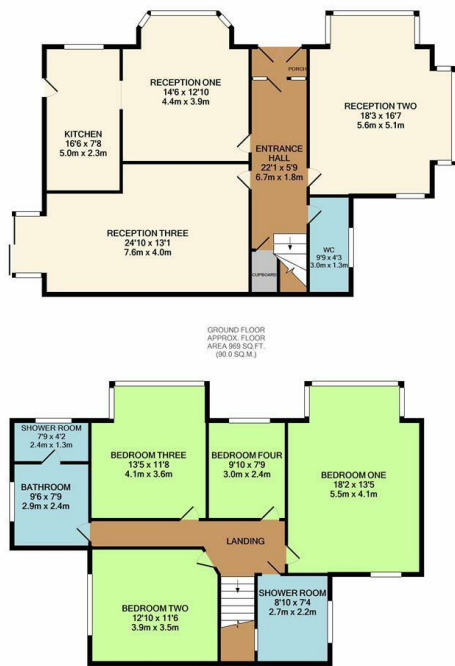 RECEPTION ONE
14'6 x 12'10
4.4m x 3.9m
PORCH
RECEPTION TWO
18'3 x 16'7
5.6m x 5.1m
KITCHEN
16'6 x 7'8
5.0m x 2.3m
ENTRANCE
HALL
22'1 x 5'9
6.7m x 1.8m
RECEPTION THREE
24'10 x 13'1
7.6m x 4.0m
WC
9'9 x 4'3
3.0m x 1.3m
CUPBOARD
GROUND FLOOR
APPROX. FLOOR
AREA 969 SQ.FT.
(90.0 SQ.M.)
SHOWER ROOM
7'9 x 4'2
2.4m x 1.3m
BEDROOM THREE
13'5 x 11'8
4.1m x 3.6m
BEDROOM FOUR
9'10 x 7'9
3.0m x 2.4m
BEDROOM ONE
18'2 x 13'5
5.5m x 4.1m
BATHROOM
9'6 x 7'9
2.9m x 2.4m
LANDING
BEDROOM TWO
12'10 x 11'6
3.9m x 3.5m
SHOWER ROOM
8'10 x 7'4
2.7m x 2.2m